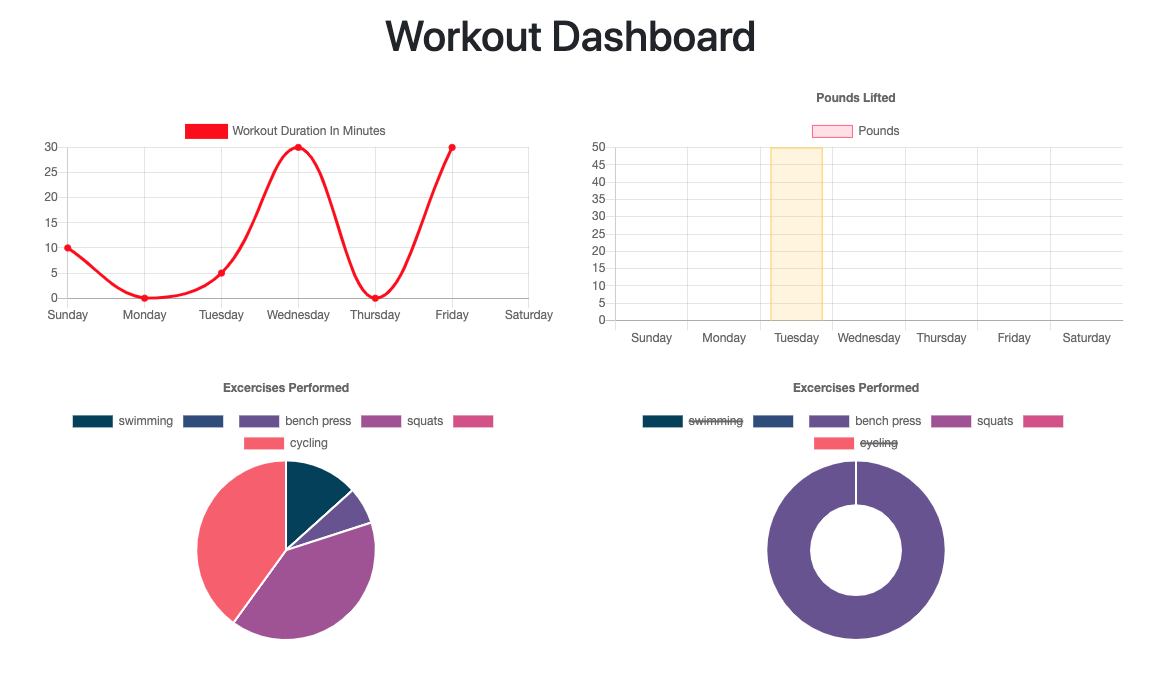 Workout Dashboard
Workout Duration In Minutes
30
25
20
15
10
5
0
Sunday Monday Tuesday Wednesday Thursday Friday Saturday
Pounds Lifted
Pounds
50
45
40
35
30
25
20
15
10
5
0
Sunday Monday Tuesday Wednesday Thursday Friday Saturday
Excercises Performed
swimming bench press squats
cycling
Excercises Performed
swimming bench press squats
cycling